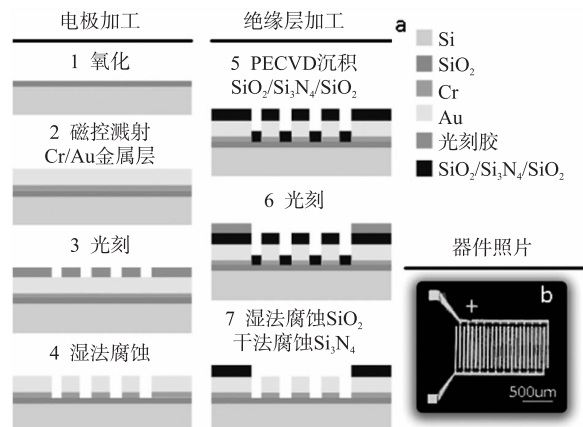 电极加工
1 氧化
2 磁控溅射
Cr/Au金属层
3 光刻
4 湿法腐蚀
绝缘层加工
5 PECVD沉积
SiO₂/Si₃N₄/SiO₂
6 光刻
7 湿法腐蚀SiO₂
干法腐蚀Si₃N₄
a
Si
SiO₂
Cr
Au
光刻胶
SiO₂/Si₃N₄/SiO₂
器件照片
b
500um